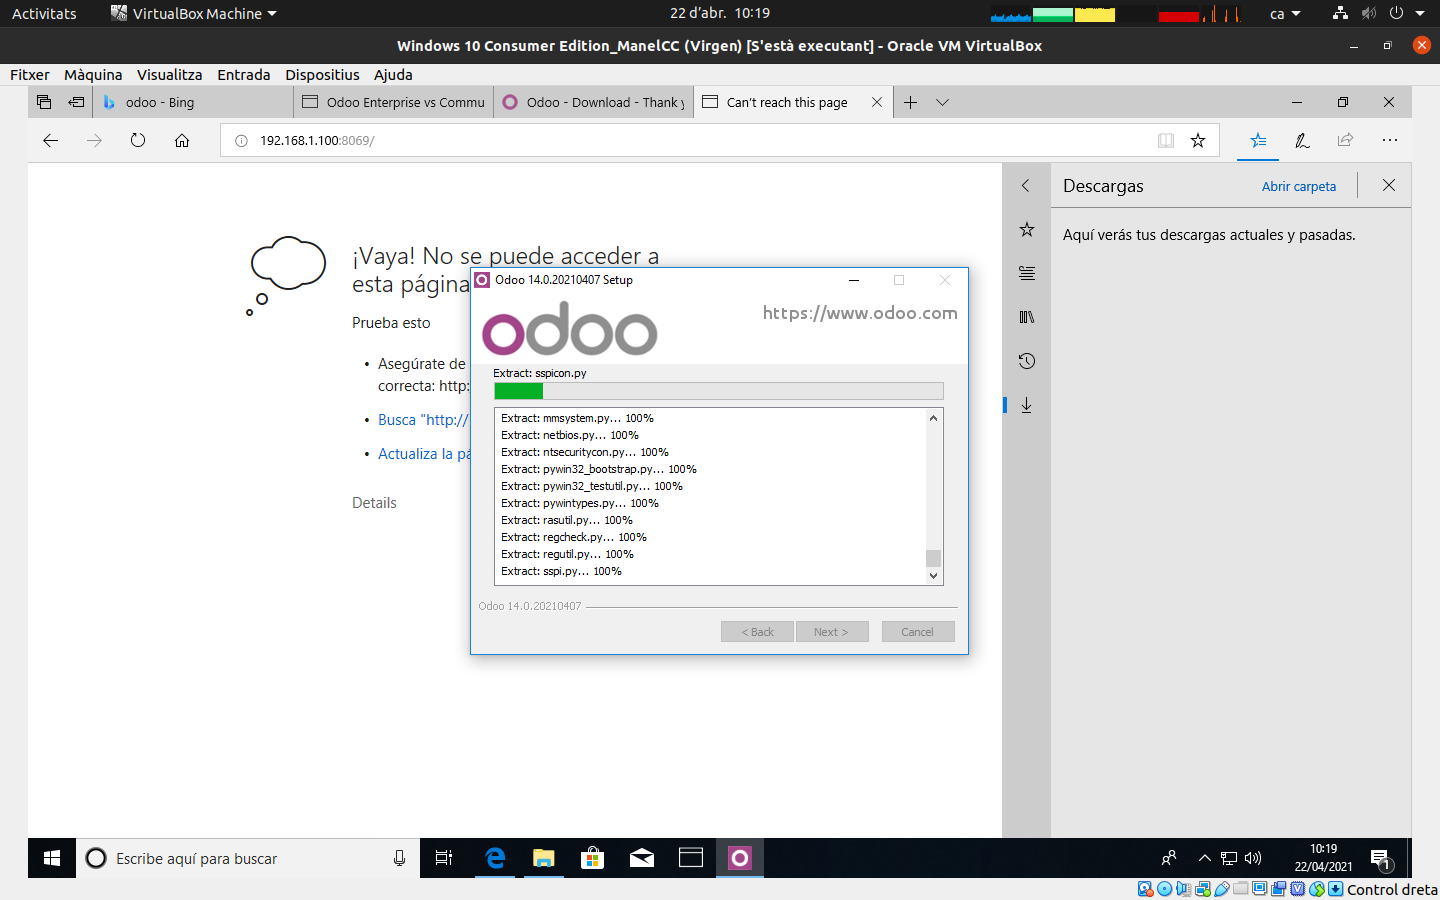 Activitats
VirtualBox Machine
22 d’abr.  10:19
ca
Windows 10 Consumer Edition_ManelCC (Virgen) [S'està executant] - Oracle VM VirtualBox
Fitxer Màquina Visualitza Entrada Dispositius Ajuda
odoo - Bing
Odoo Enterprise vs Commu
Odoo - Download - Thank y
Can’t reach this page
192.168.1.100:8069/
Descargas
Abrir carpeta
Aquí verás tus descargas actuales y pasadas.
¡Vaya! No se puede acceder a
esta página
Prueba esto
• Asegúrate de
correcta: http:
• Busca "http://
• Actualiza la pá
Details
Odoo 14.0.20210407 Setup
odoo
https://www.odoo.com
Extract: sspicon.py
Extract: mmsystem.py... 100%
Extract: netbios.py... 100%
Extract: ntsecuritycon.py... 100%
Extract: pywin32_bootstrap.py... 100%
Extract: pywin32_testutil.py... 100%
Extract: pywintypes.py... 100%
Extract: rasutil.py... 100%
Extract: regcheck.py... 100%
Extract: regutil.py... 100%
Extract: sspi.py... 100%
Odoo 14.0.20210407
< Back
Next >
Cancel
Escribe aquí para buscar
10:19
22/04/2021
1
Control dreta